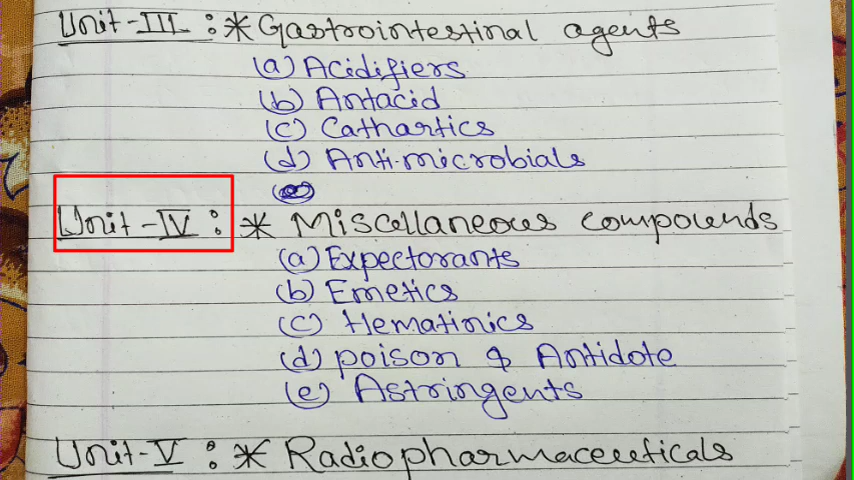 Unit-III : * Gastrointestinal agents
(a) Acidifiers
(b) Antacid
(c) Cathartics
(d) Anti-microbials
Unit-IV : * Miscellaneous compounds
(a) Expectorants
(b) Emetics
(c) Hematinics
(d) poison & Antidote
(e) Astringents
Unit-V : * Radiopharmaceuticals